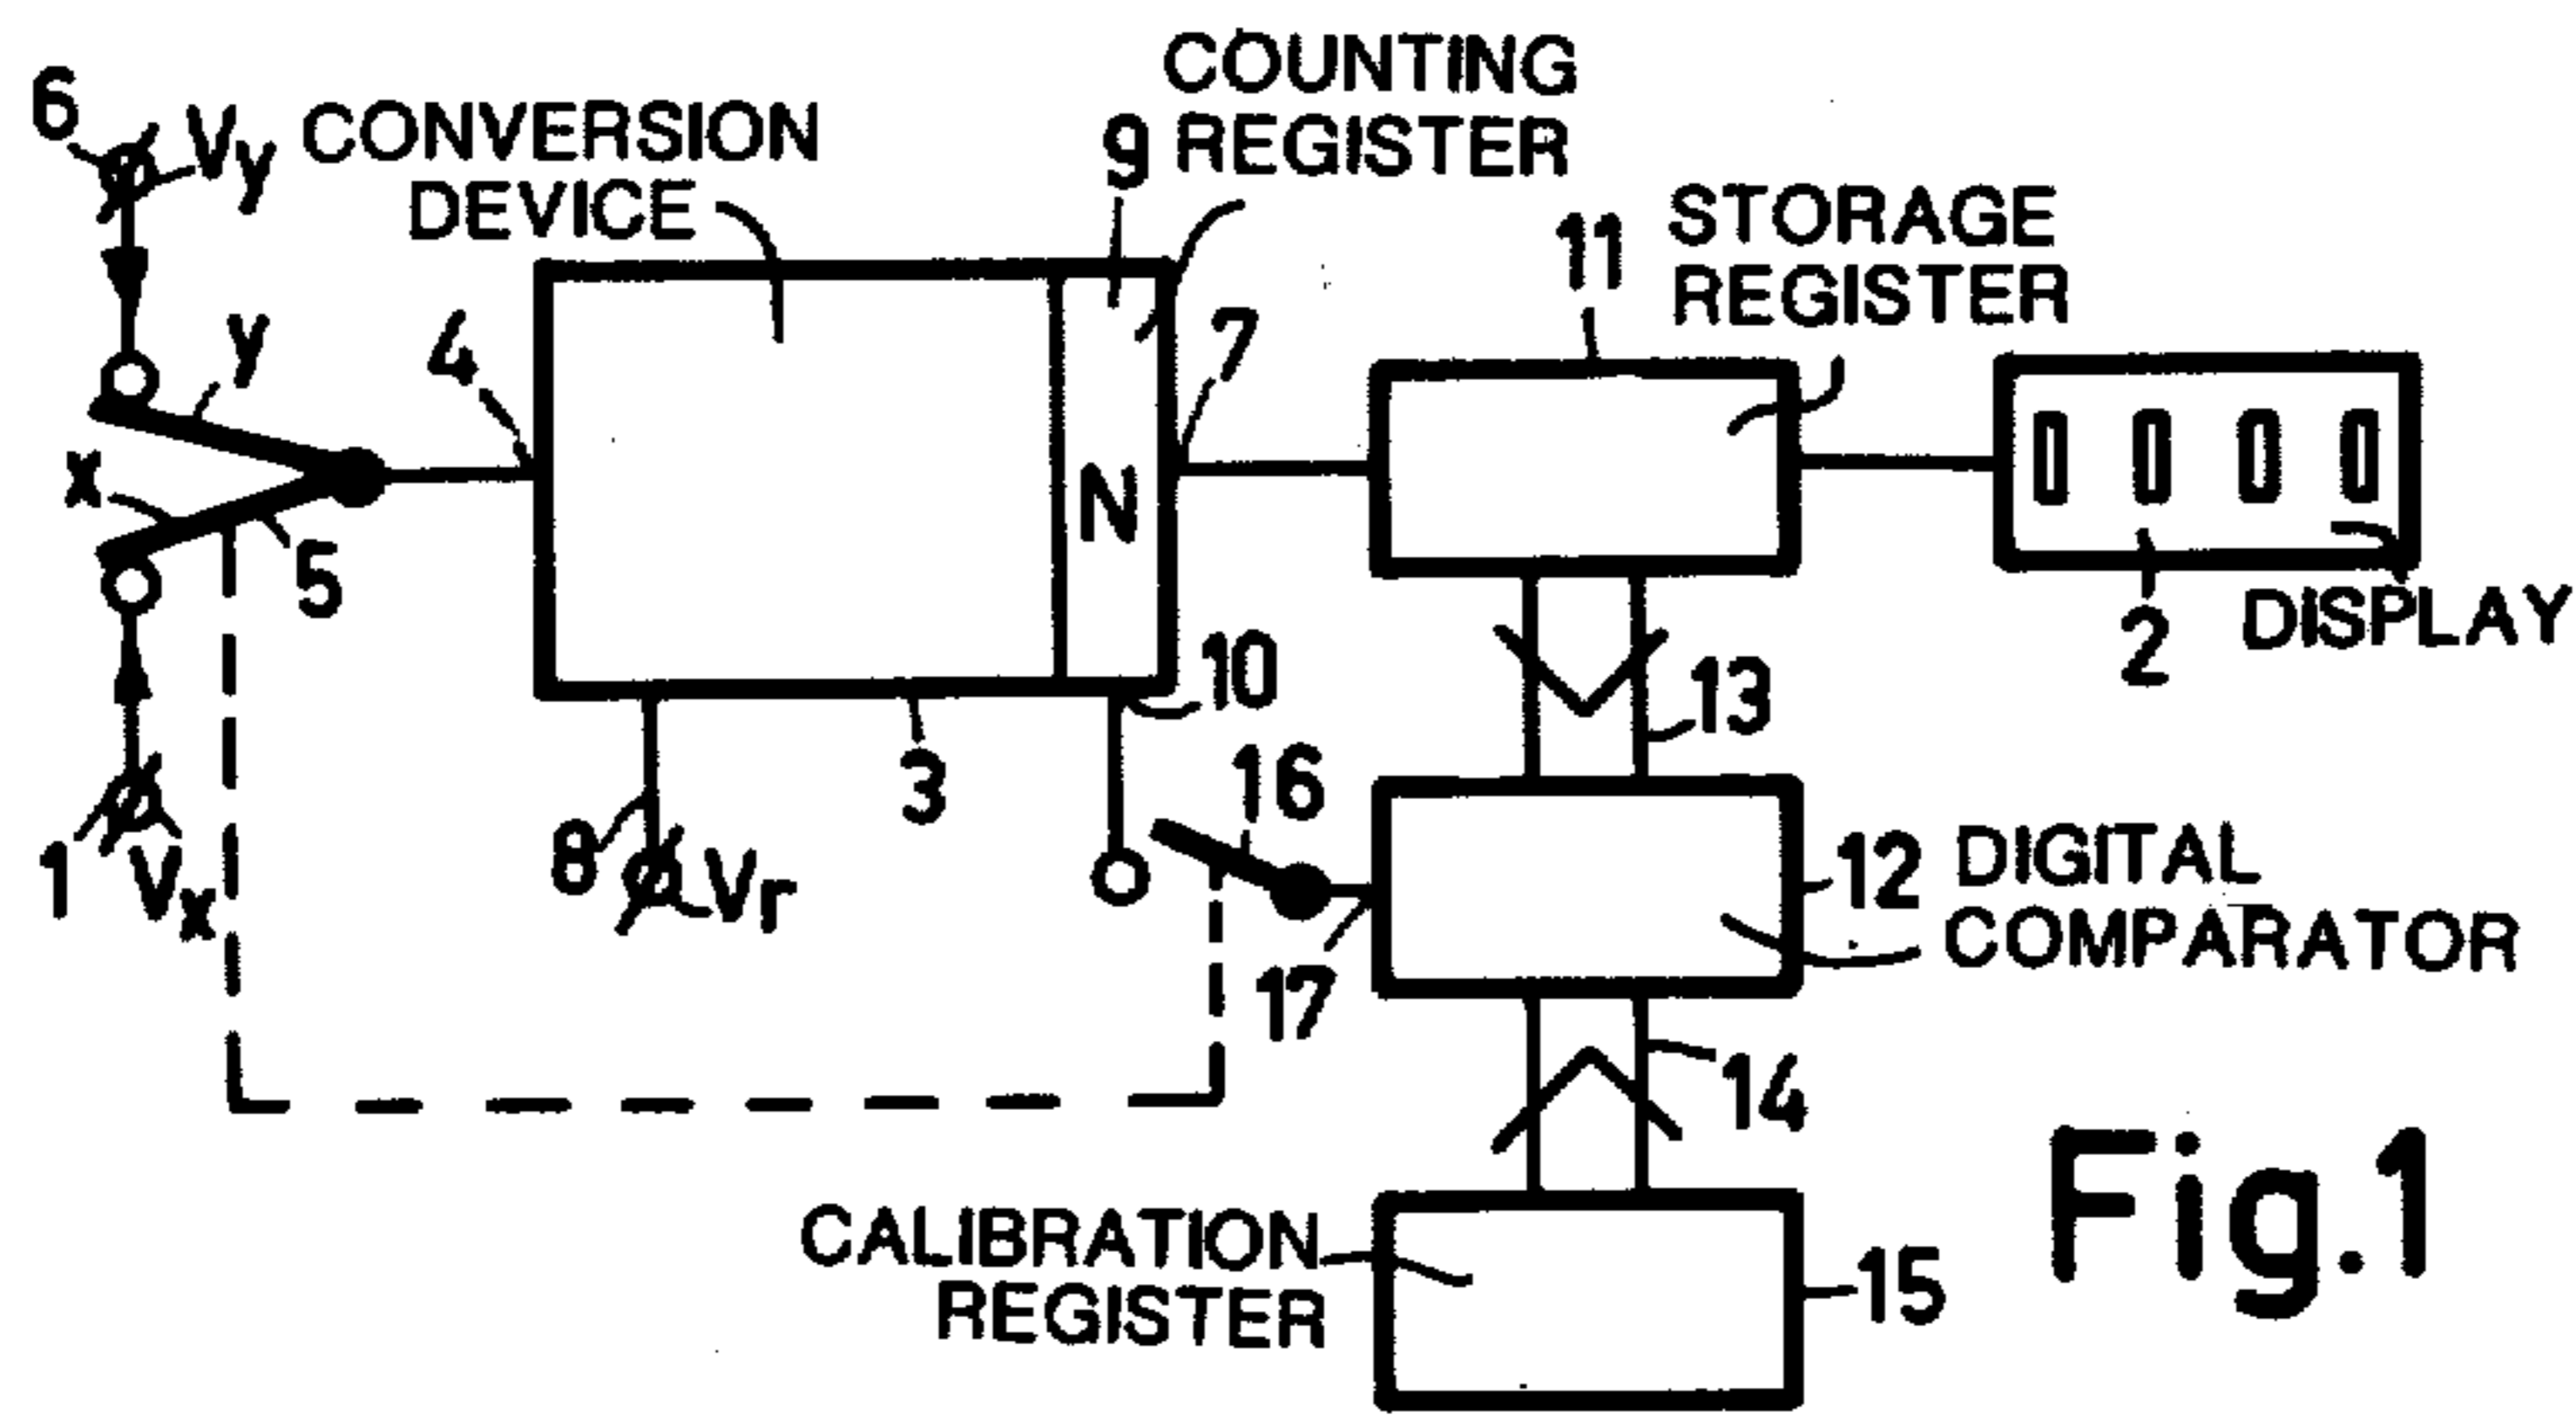 COUNTING
REGISTER
9
6
Vy
CONVERSION
DEVICE
11
STORAGE
REGISTER
y
4
7
x
5
N
2
DISPLAY
10
13
3
16
1
Vx
8
Vr
12
DIGITAL
COMPARATOR
17
14
CALIBRATION
REGISTER
15
Fig.1